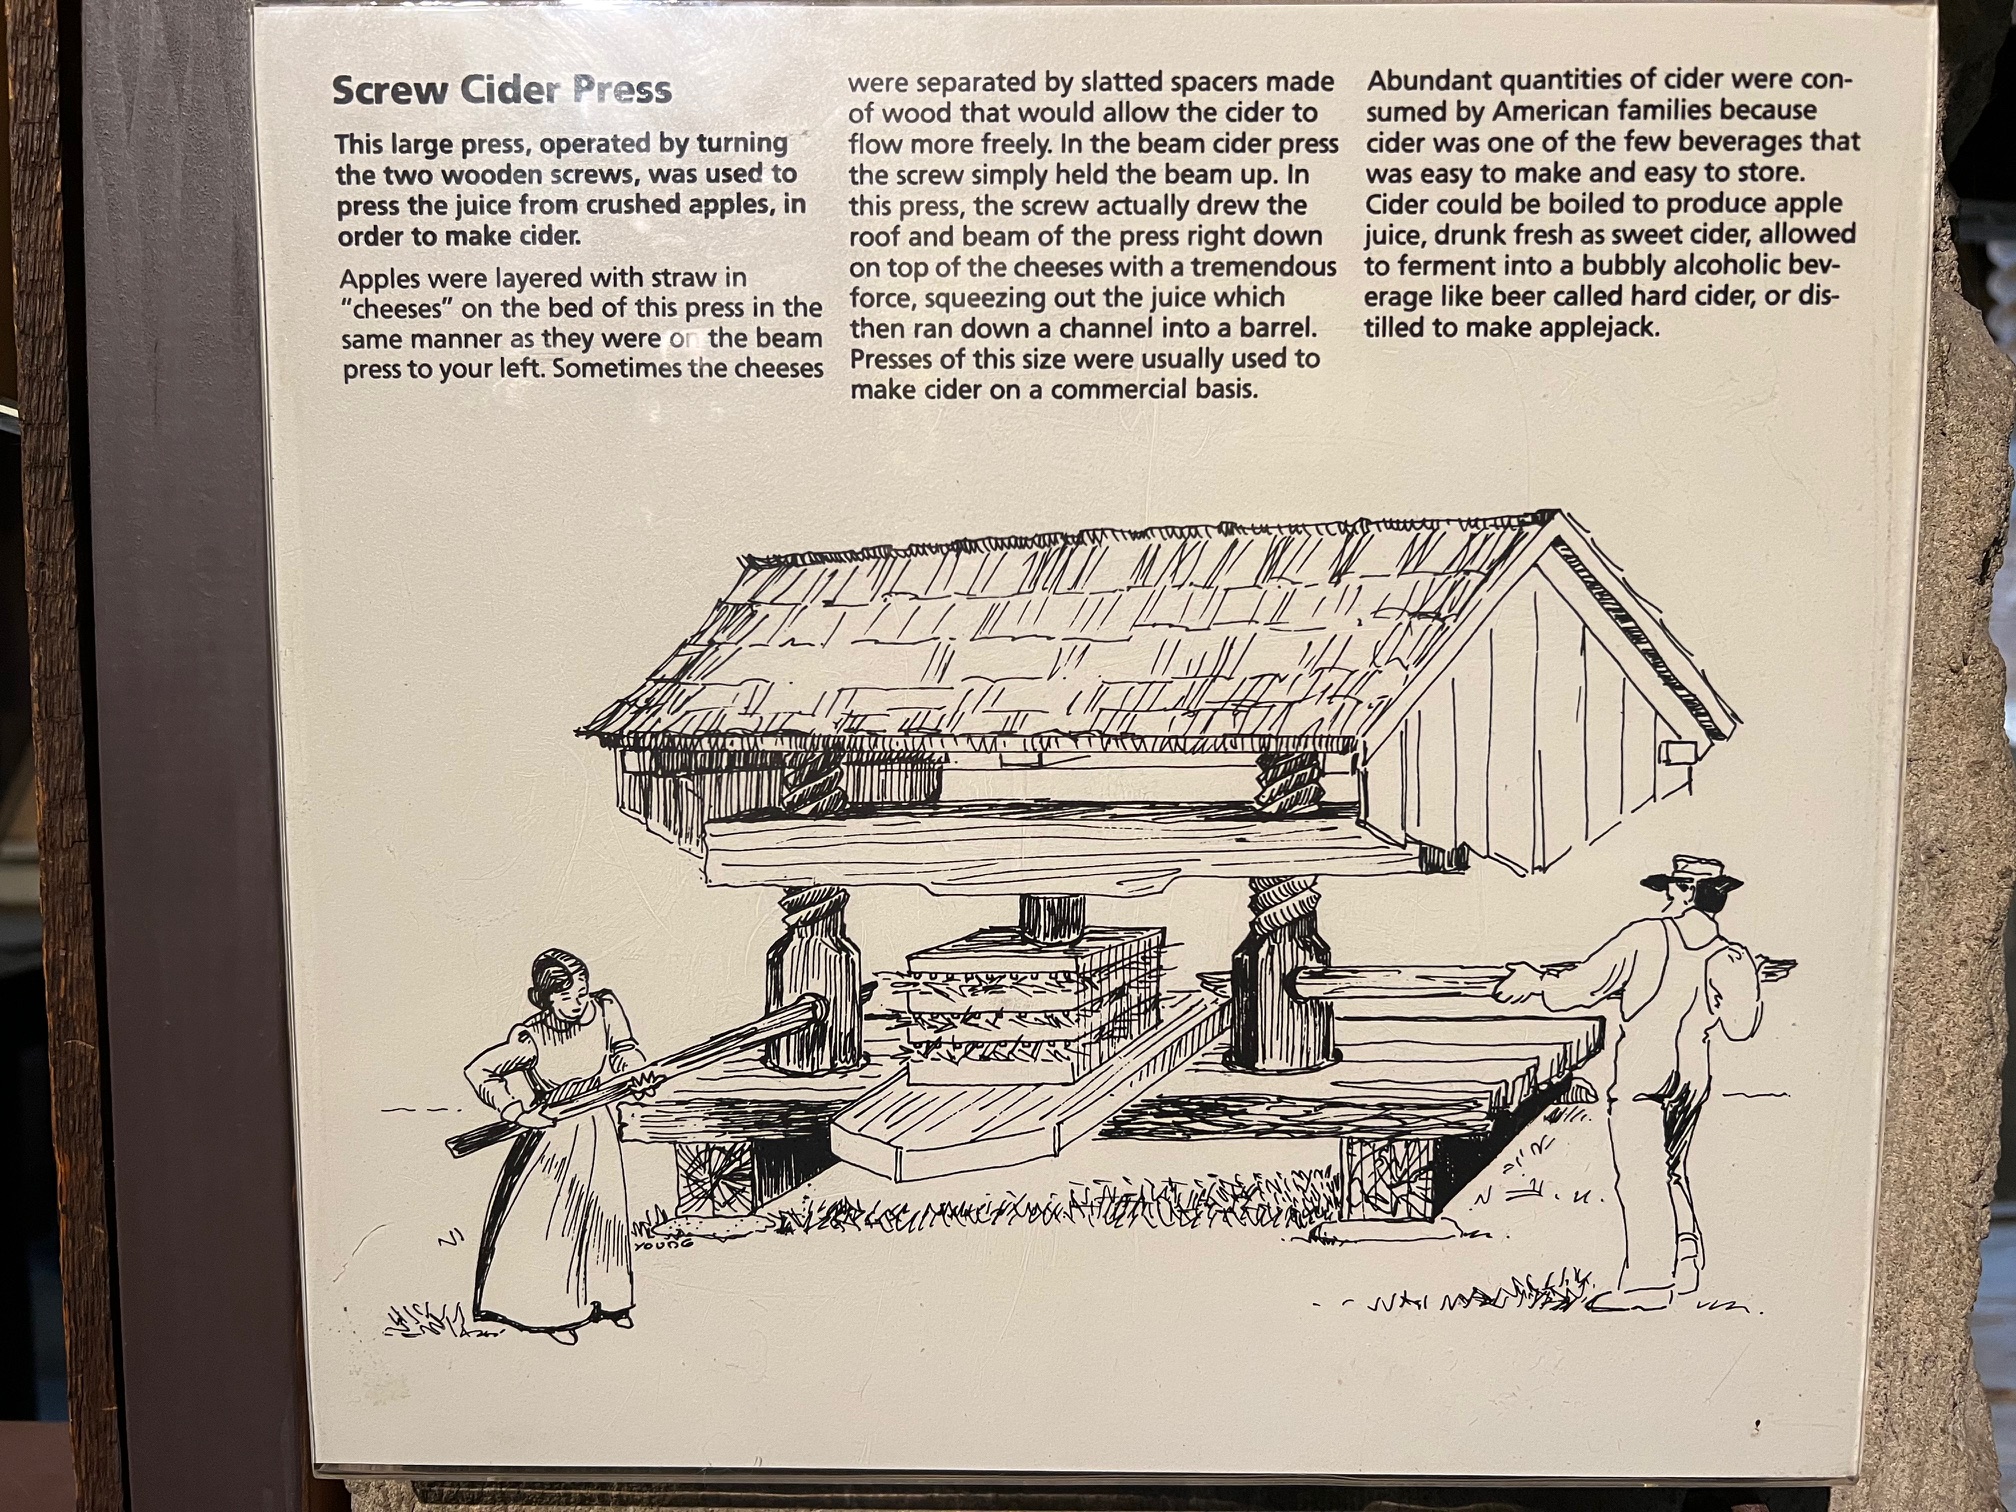 Screw Cider Press
This large press, operated by turning
the two wooden screws, was used to
press the juice from crushed apples, in
order to make cider.
Apples were layered with straw in
“cheeses” on the bed of this press in the
same manner as they were on the beam
press to your left. Sometimes the cheeses
were separated by slatted spacers made
of wood that would allow the cider to
flow more freely. In the beam cider press
the screw simply held the beam up. In
this press, the screw actually drew the
roof and beam of the press right down
on top of the cheeses with a tremendous
force, squeezing out the juice which
then ran down a channel into a barrel.
Presses of this size were usually used to
make cider on a commercial basis.
Abundant quantities of cider were con-
sumed by American families because
cider was one of the few beverages that
was easy to make and easy to store.
Cider could be boiled to produce apple
juice, drunk fresh as sweet cider, allowed
to ferment into a bubbly alcoholic bev-
erage like beer called hard cider, or dis-
tilled to make applejack.
YOUNG